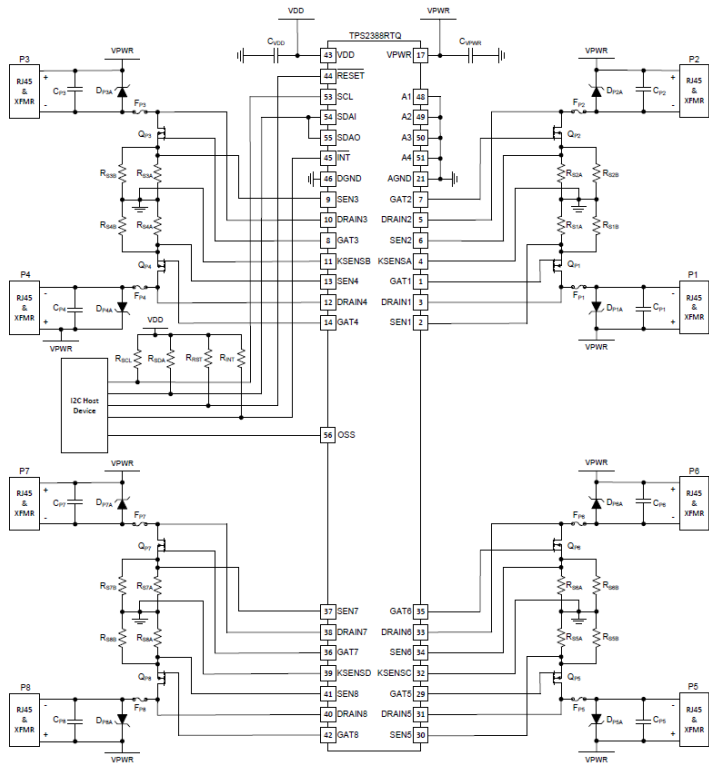 VDD
VPWR
TPS2388RTQ
CVDD
CVPWR
43 VDD
VPWR 17
44 RESET
53 SCL
A1 48
54 SDAI
A2 49
55 SDAO
A3 50
45 INT
A4 51
46 DGND
AGND 21
9 SEN3
GAT2 7
10 DRAIN3
DRAIN2 5
8 GAT3
SEN2 6
11 KSENSB
KSENSA 4
13 SEN4
GAT1 1
12 DRAIN4
DRAIN1 3
14 GAT4
SEN1 2
P3
VPWR
RJ45
&
XFMR
+
-
CP3
DP3A
FP3
QP3
RS3B
RS3A
RS4B
RS4A
QP4
P4
RJ45
&
XFMR
-
+
CP4
DP4A
FP4
VPWR
P2
VPWR
RJ45
&
XFMR
+
-
CP2
DP2A
FP2
QP2
RS2A
RS2B
RS1A
RS1B
QP1
P1
RJ45
&
XFMR
-
+
CP1
DP1A
FP1
VPWR
VDD
RSCL
RSDA
RRST
RINT
I2C Host
Device
56 OSS
P7
VPWR
RJ45
&
XFMR
+
-
CP7
DP7A
FP7
QP7
RS7B
RS7A
RS8B
RS8A
QP8
P8
RJ45
&
XFMR
-
+
CP8
DP8A
FP8
VPWR
P6
VPWR
RJ45
&
XFMR
+
-
CP6
DP6A
FP6
QP6
RS6A
RS6B
RS5A
RS5B
QP5
P5
RJ45
&
XFMR
-
+
CP5
DP5A
FP5
VPWR
37 SEN7
GAT6 35
38 DRAIN7
DRAIN6 33
36 GAT7
SEN6 34
39 KSENSD
KSENSC 32
41 SEN8
GAT5 29
40 DRAIN8
DRAIN5 31
42 GAT8
SEN5 30